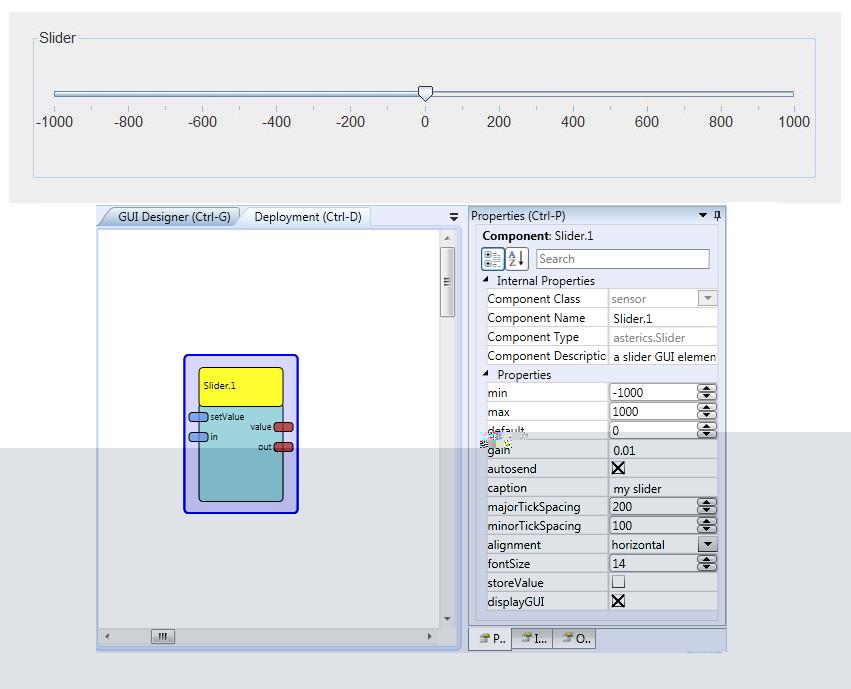 Slider
-1000 -800 -600 -400 -200 0 200 400 600 800 1000
GUI Designer (Ctrl-G) Deployment (Ctrl-D)
Slider.1
setValue
value
in
out
Properties (Ctrl-P)
Component: Slider.1
A Z Search
Internal Properties
Component Class sensor
Component Name Slider.1
Component Type asterics.Slider
Component Descriptio a slider GUI elemen
Properties
min -1000
max 1000
default 0
gain 0.01
autosend
caption my slider
majorTickSpacing 200
minorTickSpacing 100
alignment horizontal
fontSize 14
storeValue
displayGUI
P.. I... O..